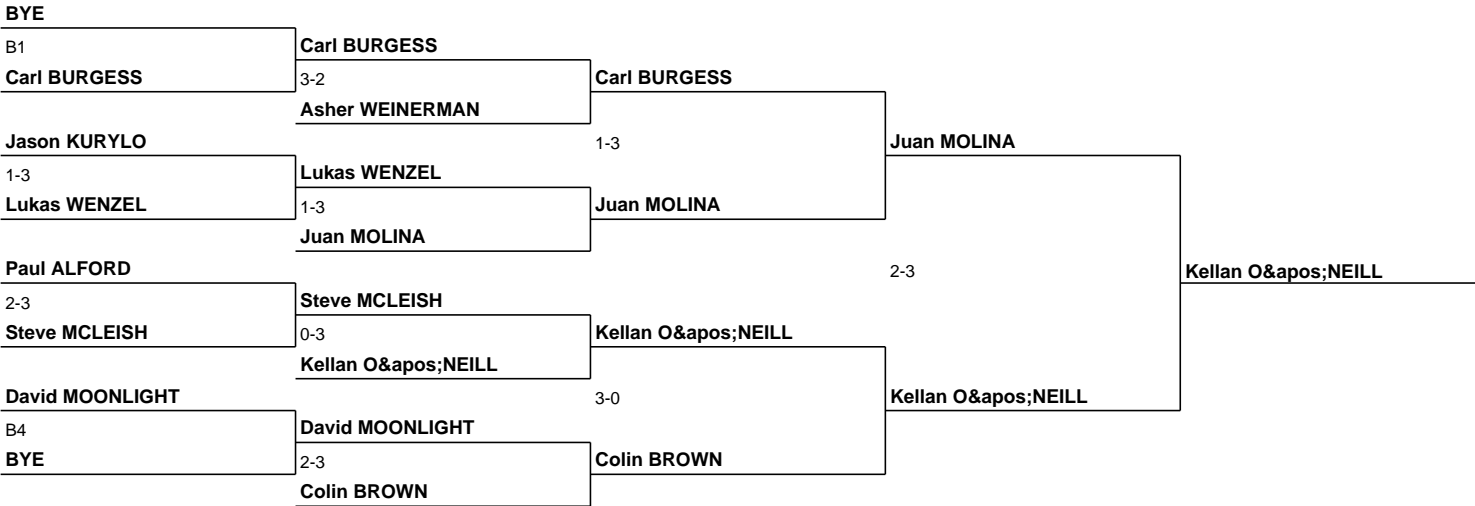 BYE
B1
Carl BURGESS
Carl BURGESS
3-2
Carl BURGESS
Asher WEINERMAN
Jason KURYLO
1-3
Juan MOLINA
1-3
Lukas WENZEL
Lukas WENZEL
1-3
Juan MOLINA
Juan MOLINA
Paul ALFORD
2-3
Kellan O&apos;NEILL
2-3
Steve MCLEISH
Steve MCLEISH
0-3
Kellan O&apos;NEILL
Kellan O&apos;NEILL
David MOONLIGHT
3-0
Kellan O&apos;NEILL
B4
David MOONLIGHT
BYE
2-3
Colin BROWN
Colin BROWN